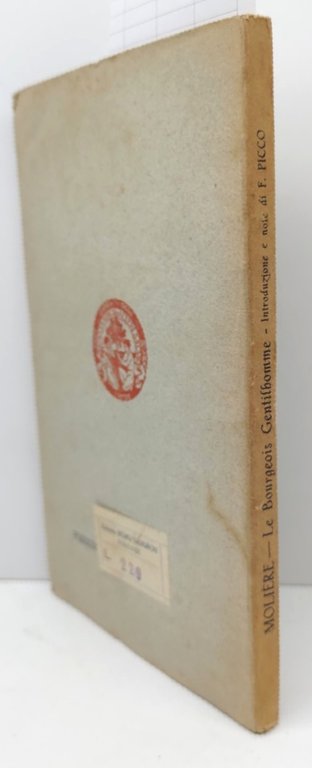 MOLIÈRE — Le Bourgeois Gentilhomme - Introduzione e note di F. PICCO
L. 220